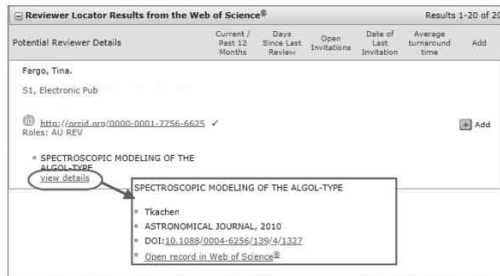 Reviewer Locator Results from the Web of Science®
Results 1-20 of 20
Potential Reviewer Details
Current / Past 12 Months
Days Since Last Review
Open Invitations
Date of Last Invitation
Average turnaround time
Add
Fargo, Tina.
S1, Electronic Pub
http://orcid.org/0000-0001-7756-6625 ✓
Roles: AU REV
Add
SPECTROSCOPIC MODELING OF THE
ALGOL-TYPE
view details
SPECTROSCOPIC MODELING OF THE ALGOL-TYPE
Tkachen
ASTRONOMICAL JOURNAL, 2010
DOI:10.1088/0004-6256/139/4/1327
Open record in Web of Science®